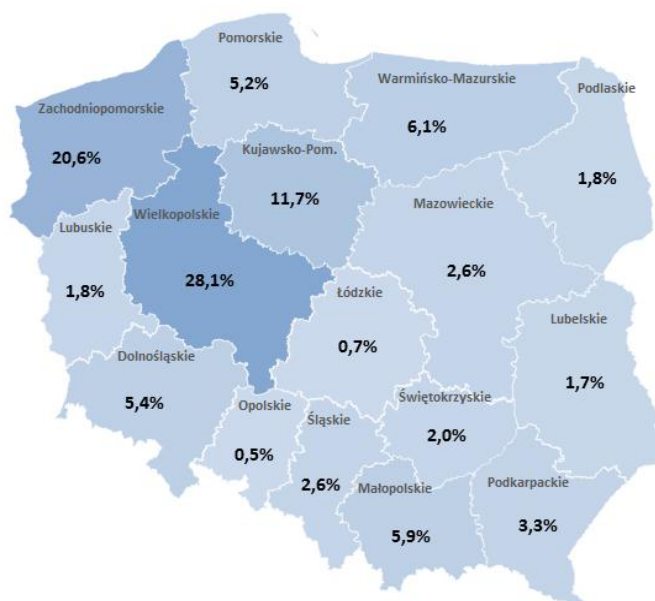 Pomorskie
5,2%
Warmińsko-Mazurskie
6,1%
Podlaskie
1,8%
Zachodniopomorskie
20,6%
Kujawsko-Pom.
11,7%
Mazowieckie
2,6%
Wielkopolskie
28,1%
Lubuskie
1,8%
Łódzkie
0,7%
Lubelskie
1,7%
Dolnośląskie
5,4%
Opolskie
0,5%
Śląskie
2,6%
Świętokrzyskie
2,0%
Małopolskie
5,9%
Podkarpackie
3,3%